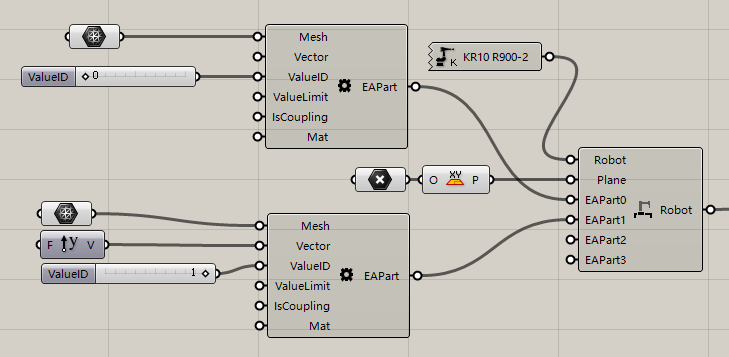 Mesh
Vector
ValueID
ValueLimit
IsCoupling
Mat
EAPart
ValueID 0
K KR10 R900-2
O XY P
Robot
Plane
EAPart0
EAPart1
EAPart2
EAPart3
Robot
Mesh
Vector
ValueID
ValueLimit
IsCoupling
Mat
EAPart
F y V
ValueID 1